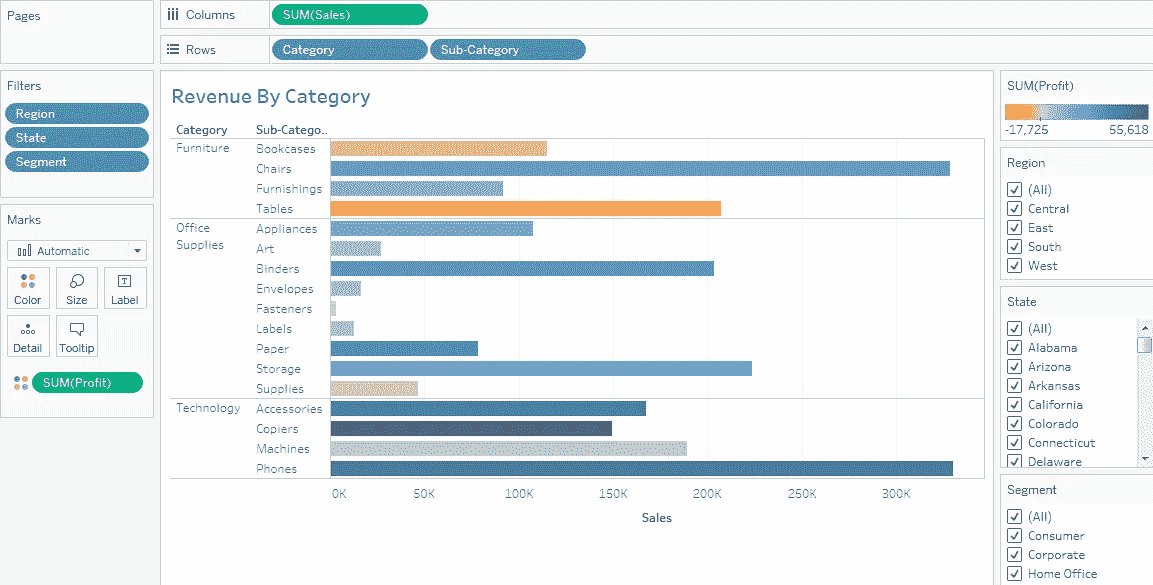 Pages
Columns
SUM(Sales)
Rows
Category
Sub-Category
Filters
Region
State
Segment
Marks
Automatic
Color
Size
Label
Detail
Tooltip
SUM(Profit)
Revenue By Category
Category
Sub-Catego..
Furniture
Bookcases
Chairs
Furnishings
Tables
Office
Supplies
Appliances
Art
Binders
Envelopes
Fasteners
Labels
Paper
Storage
Supplies
Technology
Accessories
Copiers
Machines
Phones
0K 50K 100K 150K 200K 250K 300K
Sales
SUM(Profit)
-17,725 55,618
Region
(All)
Central
East
South
West
State
(All)
Alabama
Arizona
Arkansas
California
Colorado
Connecticut
Delaware
Segment
(All)
Consumer
Corporate
Home Office